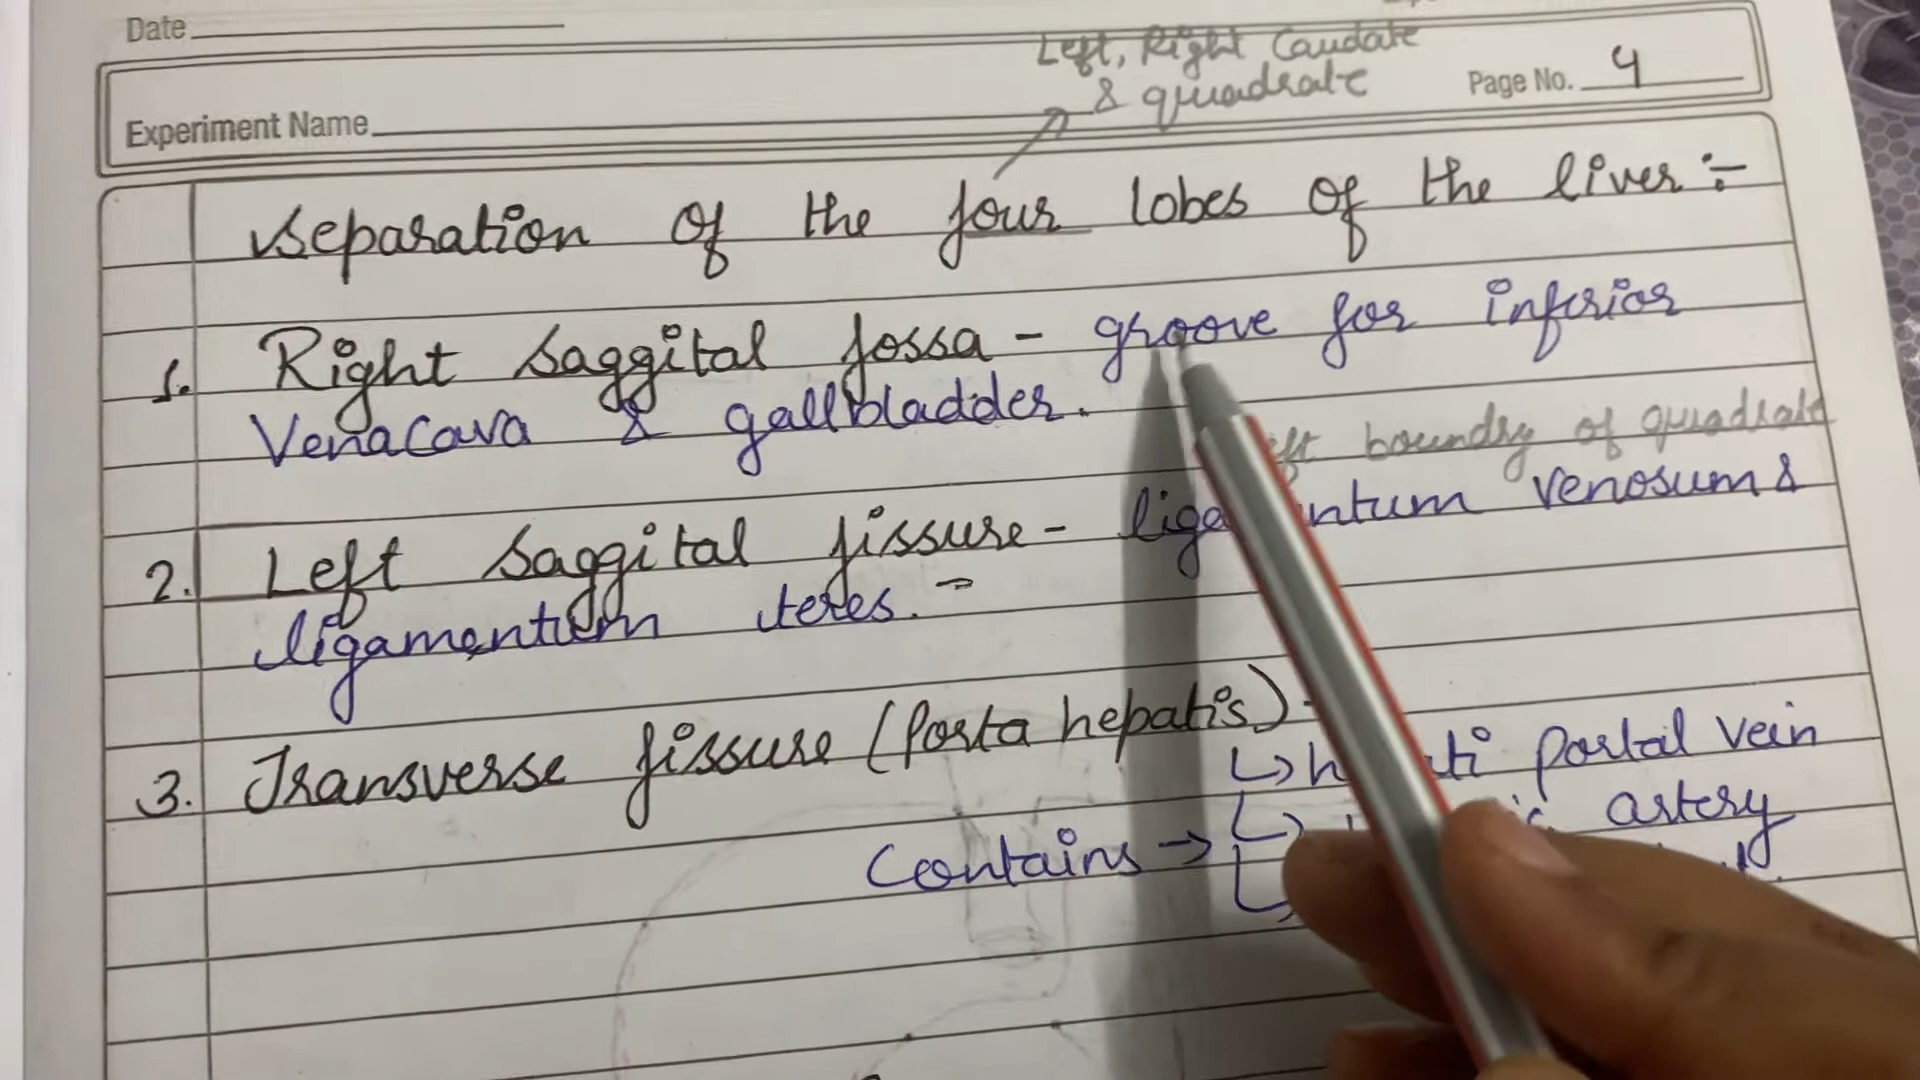 Date
Left, Right Caudate
& quadrate
Page No. 4
Experiment Name
Separation of the four lobes of the liver :-
1. Right Saggital fossa - groove for inferior
Venacava & gallbladder.
boundry of quadrate
2. Left Saggital fissure - ligamentum venosum &
ligamentum teres. -
3. Transverse fissure (Porta hepatis) -
portal vein
Contains → artery